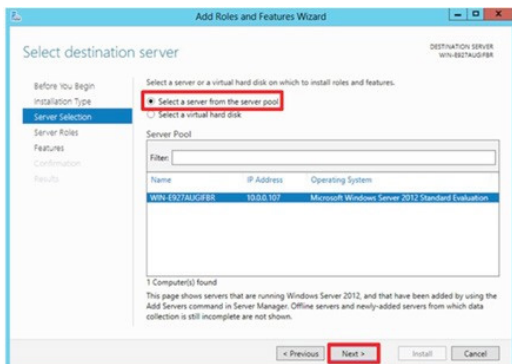 Add Roles and Features Wizard
Select destination server
DESTINATION SERVER
WIN-E927AUGIFBR
Before You Begin
Installation Type
Server Selection
Server Roles
Features
Confirmation
Results
Select a server or a virtual hard disk on which to install roles and features.
Select a server from the server pool
Select a virtual hard disk
Server Pool
Filter:
Name IP Address Operating System
WIN-E927AUGIFBR 10.0.0.107 Microsoft Windows Server 2012 Standard Evaluation
1 Computer(s) found
This page shows servers that are running Windows Server 2012, and that have been added by using the
Add Servers command in Server Manager. Offline servers and newly-added servers from which data
collection is still incomplete are not shown.
< Previous Next > Install Cancel